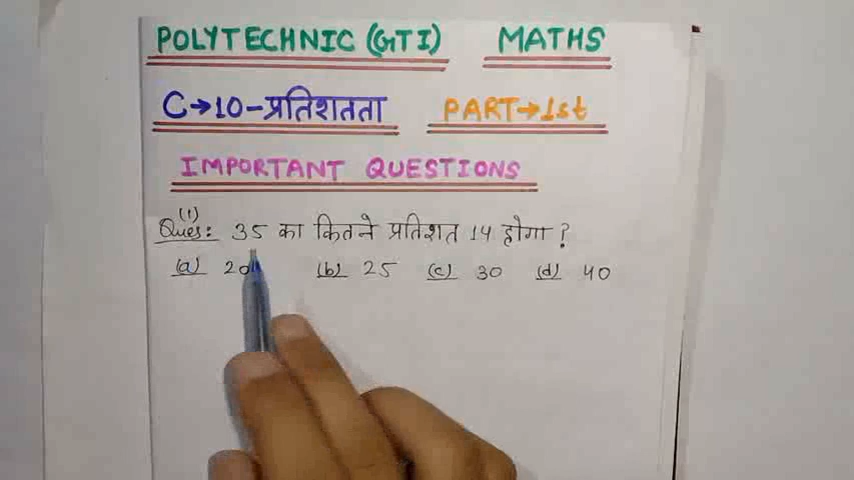 POLYTECHNIC (GTI) MATHS
C→10-प्रतिशतता PART→1st
IMPORTANT QUESTIONS
(1)
Ques: 35 का कितने प्रतिशत 14 होगा ?
(a) 20 (b) 25 (c) 30 (d) 40